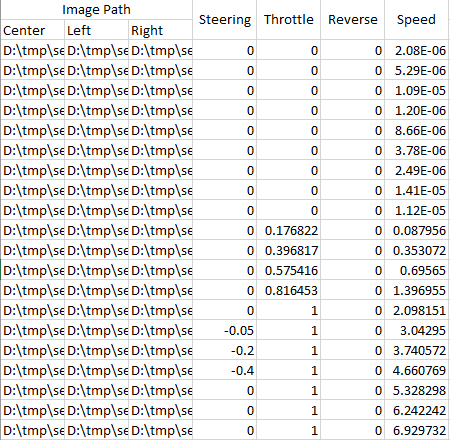 Image Path Steering Throttle Reverse Speed
Center Left Right
D:\tmp\se D:\tmp\se D:\tmp\se 0 0 0 2.08E-06
D:\tmp\se D:\tmp\se D:\tmp\se 0 0 0 5.29E-06
D:\tmp\se D:\tmp\se D:\tmp\se 0 0 0 1.09E-05
D:\tmp\se D:\tmp\se D:\tmp\se 0 0 0 1.20E-06
D:\tmp\se D:\tmp\se D:\tmp\se 0 0 0 8.66E-06
D:\tmp\se D:\tmp\se D:\tmp\se 0 0 0 3.78E-06
D:\tmp\se D:\tmp\se D:\tmp\se 0 0 0 2.49E-06
D:\tmp\se D:\tmp\se D:\tmp\se 0 0 0 1.41E-05
D:\tmp\se D:\tmp\se D:\tmp\se 0 0 0 1.12E-05
D:\tmp\se D:\tmp\se D:\tmp\se 0 0.176822 0 0.087956
D:\tmp\se D:\tmp\se D:\tmp\se 0 0.396817 0 0.353072
D:\tmp\se D:\tmp\se D:\tmp\se 0 0.575416 0 0.69565
D:\tmp\se D:\tmp\se D:\tmp\se 0 0.816453 0 1.396955
D:\tmp\se D:\tmp\se D:\tmp\se 0 1 0 2.098151
D:\tmp\se D:\tmp\se D:\tmp\se -0.05 1 0 3.04295
D:\tmp\se D:\tmp\se D:\tmp\se -0.2 1 0 3.740572
D:\tmp\se D:\tmp\se D:\tmp\se -0.4 1 0 4.660769
D:\tmp\se D:\tmp\se D:\tmp\se 0 1 0 5.328298
D:\tmp\se D:\tmp\se D:\tmp\se 0 1 0 6.242242
D:\tmp\se D:\tmp\se D:\tmp\se 0 1 0 6.929732